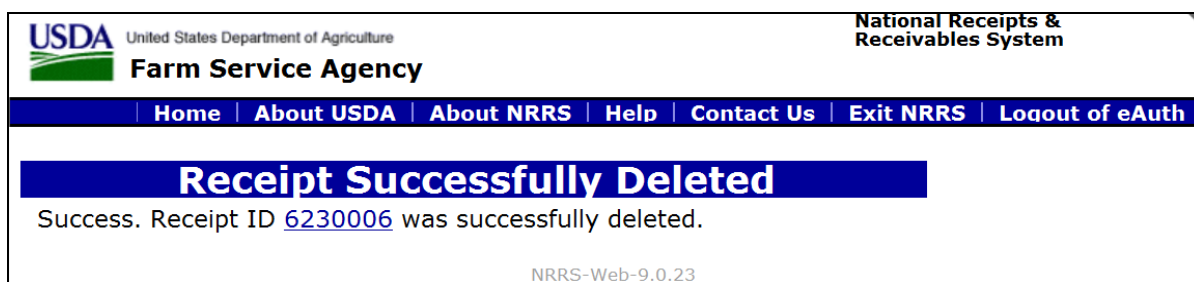 USDA United States Department of Agriculture
Farm Service Agency
National Receipts &
Receivables System
Home | About USDA | About NRRS | Help | Contact Us | Exit NRRS | Logout of eAuth
Receipt Successfully Deleted
Success. Receipt ID 6230006 was successfully deleted.
NRRS-Web-9.0.23